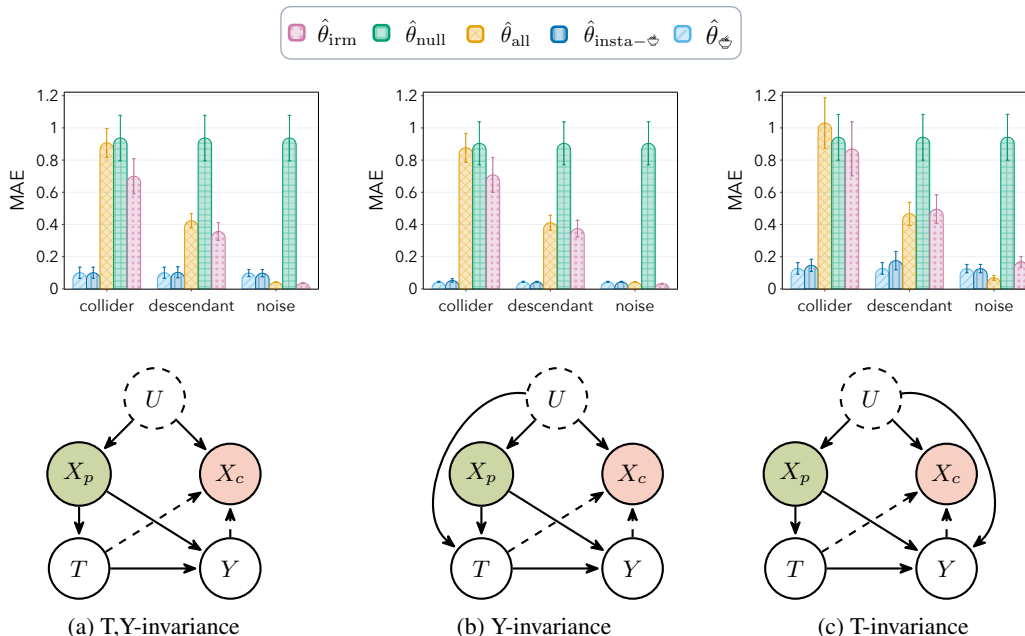 θ̂irm θ̂null θ̂all θ̂insta− θ̂
MAE
1.2
1
0.8
0.6
0.4
0.2
0
collider descendant noise
MAE
1.2
1
0.8
0.6
0.4
0.2
0
collider descendant noise
MAE
1.2
1
0.8
0.6
0.4
0.2
0
collider descendant noise
U
Xp Xc
T Y
(a) T,Y-invariance
U
Xp Xc
T Y
(b) Y-invariance
U
Xp Xc
T Y
(c) T-invariance